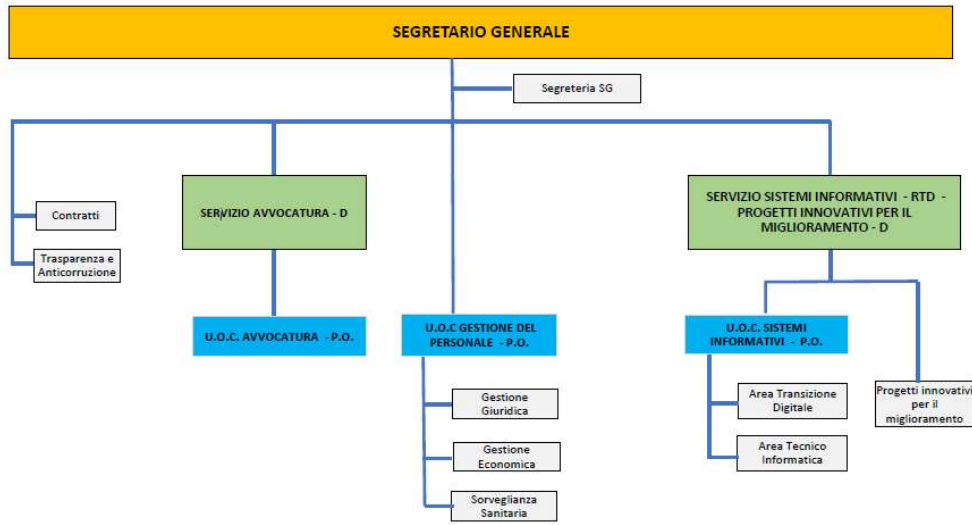 SEGRETARIO GENERALE
Segreteria SG
Contratti
Trasparenza e
Anticorruzione
SERVIZIO AVVOCATURA - D
SERVIZIO SISTEMI INFORMATIVI - RTD -
PROGETTI INNOVATIVI PER IL
MIGLIORAMENTO - D
U.O.C. AVVOCATURA - P.O.
U.O.C GESTIONE DEL
PERSONALE - P.O.
U.O.C. SISTEMI
INFORMATIVI - P.O.
Gestione
Giuridica
Gestione
Economica
Sorveglianza
Sanitaria
Area Transizione
Digitale
Area Tecnico
Informatica
Progetti innovativi
per il
miglioramento